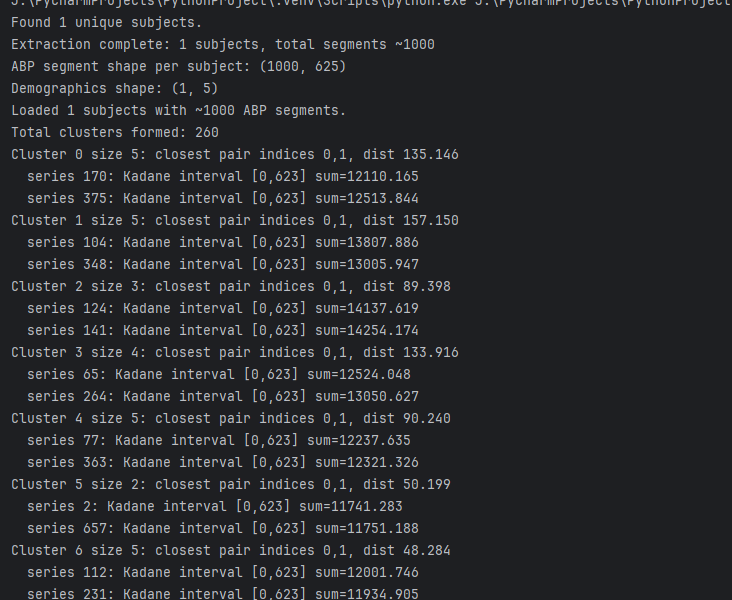 J:\PycharmProjects\PythonProject\.venv\Scripts\python.exe J:\PycharmProjects\PythonProject
Found 1 unique subjects.
Extraction complete: 1 subjects, total segments ~1000
ABP segment shape per subject: (1000, 625)
Demographics shape: (1, 5)
Loaded 1 subjects with ~1000 ABP segments.
Total clusters formed: 260
Cluster 0 size 5: closest pair indices 0,1, dist 135.146
  series 170: Kadane interval [0,623] sum=12110.165
  series 375: Kadane interval [0,623] sum=12513.844
Cluster 1 size 5: closest pair indices 0,1, dist 157.150
  series 104: Kadane interval [0,623] sum=13807.886
  series 348: Kadane interval [0,623] sum=13005.947
Cluster 2 size 3: closest pair indices 0,1, dist 89.398
  series 124: Kadane interval [0,623] sum=14137.619
  series 141: Kadane interval [0,623] sum=14254.174
Cluster 3 size 4: closest pair indices 0,1, dist 133.916
  series 65: Kadane interval [0,623] sum=12524.048
  series 264: Kadane interval [0,623] sum=13050.627
Cluster 4 size 5: closest pair indices 0,1, dist 90.240
  series 77: Kadane interval [0,623] sum=12237.635
  series 363: Kadane interval [0,623] sum=12321.326
Cluster 5 size 2: closest pair indices 0,1, dist 50.199
  series 2: Kadane interval [0,623] sum=11741.283
  series 657: Kadane interval [0,623] sum=11751.188
Cluster 6 size 5: closest pair indices 0,1, dist 48.284
  series 112: Kadane interval [0,623] sum=12001.746
  series 231: Kadane interval [0,623] sum=11934.905